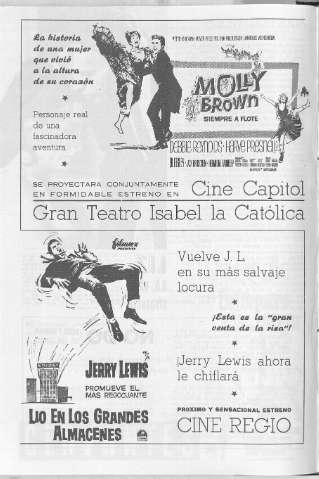 La historia
de una mujer
que vivió
a la altura
de su corazón
Personaje real
de una
fascinadora
aventura
MOLLY
BROWN
SIEMPRE A FLOTE
DEBBIE REYNOLDS HARVE PRESNELL
SE PROYECTARA CONJUNTAMENTE
EN FORMIDABLE ESTRENO EN
Cine Capitol
Gran Teatro Isabel la Católica
Filmax
Vuelve J. L.
en su más salvaje
locura
¡Esta es la "gran
venta de la risa"!
JERRY LEWIS
PROMUEVE EL
MAS REGOCIJANTE
LIO EN LOS GRANDES
ALMACENES
¡Jerry Lewis ahora
le chiflará
PROXIMO Y SENSACIONAL ESTRENO
CINE REGIO